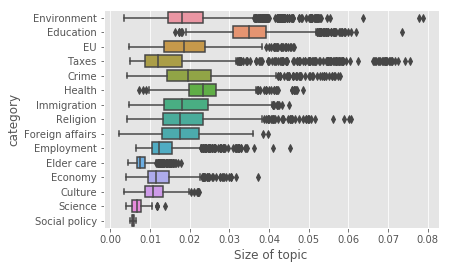 Environment
Education
EU
Taxes
Crime
Health
Immigration
Religion
Foreign affairs
Employment
Elder care
Economy
Culture
Science
Social policy
category
0.00 0.01 0.02 0.03 0.04 0.05 0.06 0.07 0.08
Size of topic